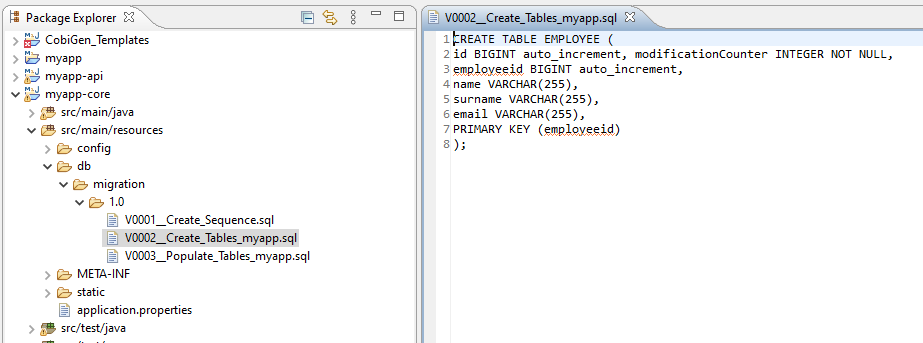 Package Explorer
CobiGen_Templates
myapp
myapp-api
myapp-core
src/main/java
src/main/resources
config
db
migration
1.0
V0001__Create_Sequence.sql
V0002__Create_Tables_myapp.sql
V0003__Populate_Tables_myapp.sql
META-INF
static
application.properties
src/test/java
V0002__Create_Tables_myapp.sql
1 CREATE TABLE EMPLOYEE (
2 id BIGINT auto_increment, modificationCounter INTEGER NOT NULL,
3 employeeid BIGINT auto_increment,
4 name VARCHAR(255),
5 surname VARCHAR(255),
6 email VARCHAR(255),
7 PRIMARY KEY (employeeid)
8 );